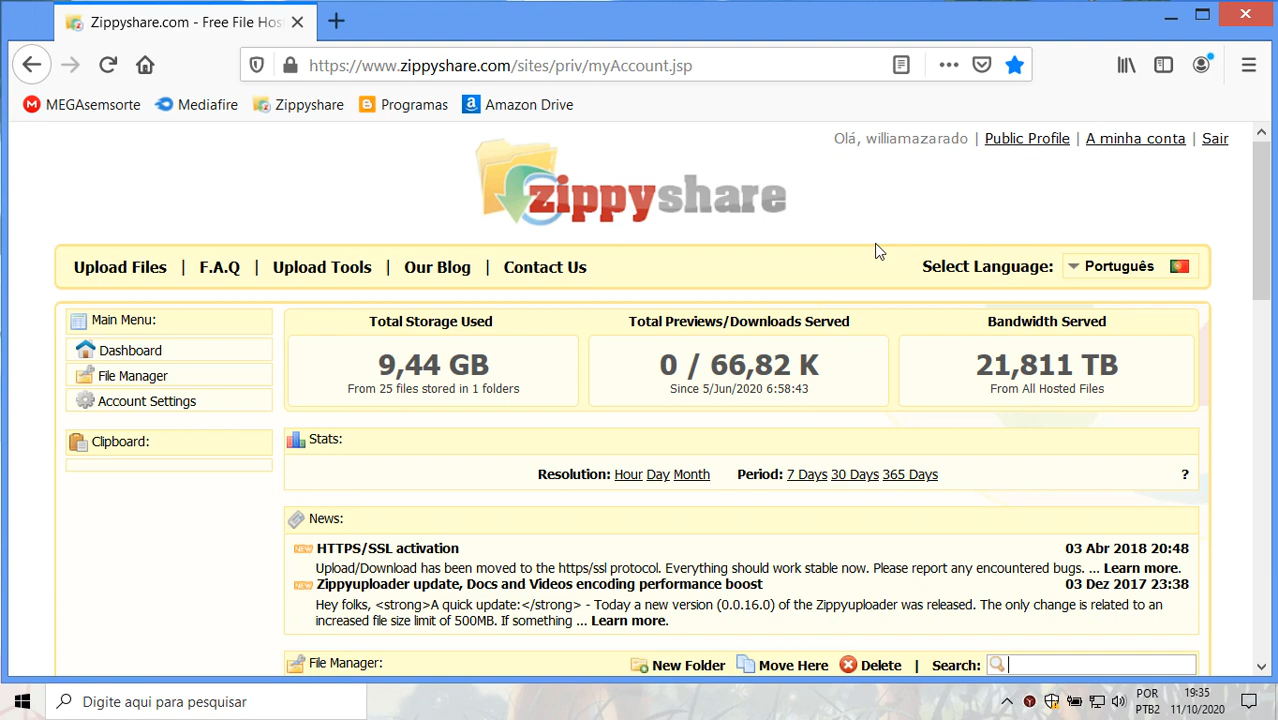 Zippyshare.com - Free File Hos
https://www.zippyshare.com/sites/priv/myAccount.jsp
MEGAsemsorte Mediafire Zippyshare Programas Amazon Drive
Olá, williamazarado | Public Profile | A minha conta | Sair
zippyshare
Upload Files | F.A.Q | Upload Tools | Our Blog | Contact Us Select Language: Português
Main Menu:
Dashboard
File Manager
Account Settings
Clipboard:
Total Storage Used Total Previews/Downloads Served Bandwidth Served
9,44 GB 0 / 66,82 K 21,811 TB
From 25 files stored in 1 folders Since 5/Jun/2020 6:58:43 From All Hosted Files
Stats:
Resolution: Hour Day Month Period: 7 Days 30 Days 365 Days ?
News:
NEW HTTPS/SSL activation 03 Abr 2018 20:48
Upload/Download has been moved to the https/ssl protocol. Everything should work stable now. Please report any encountered bugs. ... Learn more.
NEW Zippyuploader update, Docs and Videos encoding performance boost 03 Dez 2017 23:38
Hey folks, <strong>A quick update:</strong> - Today a new version (0.0.16.0) of the Zippyuploader was released. The only change is related to an
increased file size limit of 500MB. If something ... Learn more.
File Manager: New Folder Move Here Delete | Search:
Digite aqui para pesquisar
POR
PTB2
19:35
11/10/2020